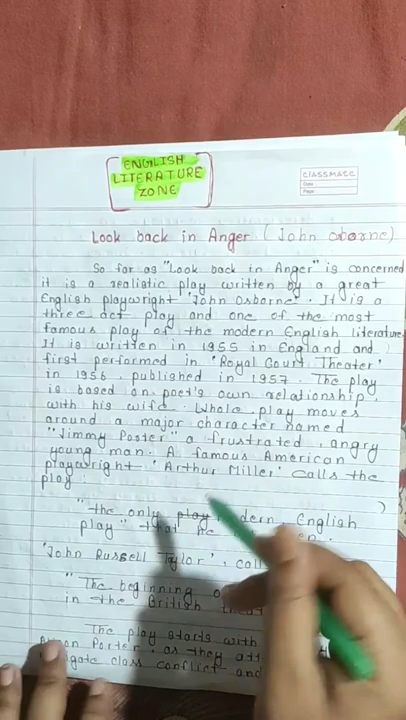 ENGLISH
LITERATURE
ZONE
CLASSMATE
Date
Page
Look back in Anger ( John oborne)
So far as "Look back in Anger" is concerned
it is a realistic play written by a great
English playwright 'John Osborne'. It is a
three act play and one of the most
famous play of the modern English literature.
It is written in 1955 in England and
first performed in 'Royal Court Theater'
in 1956, published in 1957. The play
is based on poet's own relationship
with his wife. Whole play moves
around a major character named
"Jimmy Porter" a frustrated, angry
young man. A famous American
playwright 'Arthur Miller' calls the
play :
"the only play modern English
play" that he
'John Russell Taylor', call
"The beginning
in the British
The play starts with
Porter, as they
class conflict and